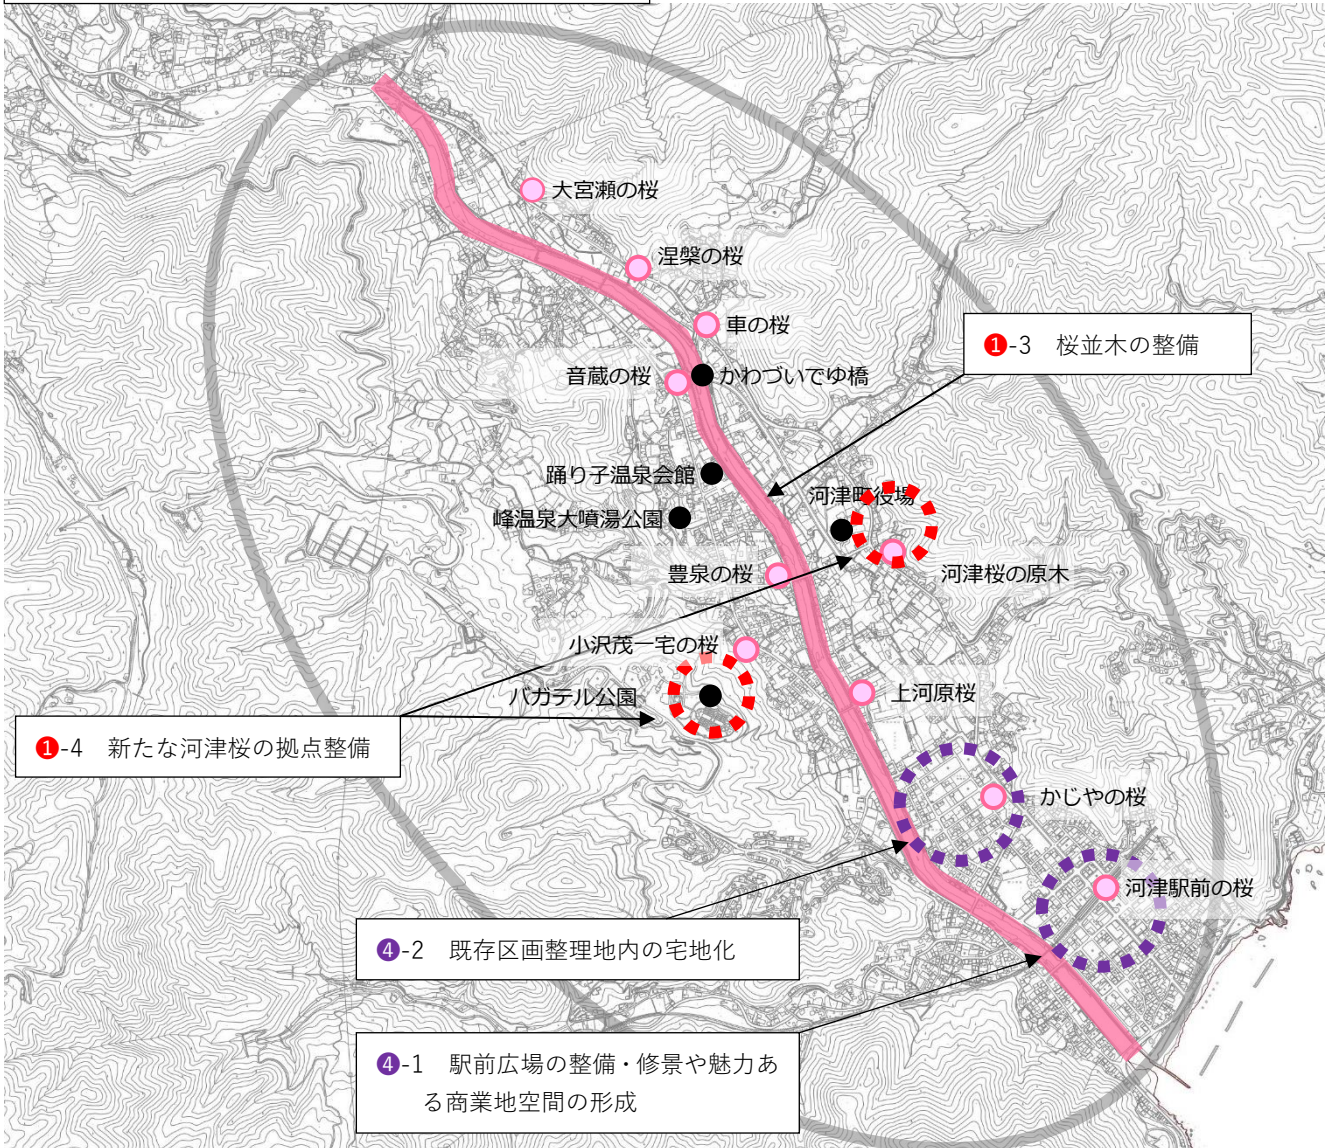 大宮瀬の桜
涅槃の桜
車の桜
❶-3　桜並木の整備
音蔵の桜
かわづいでゆ橋
踊り子温泉会館
河津町役場
峰温泉大噴湯公園
豊泉の桜
河津桜の原木
小沢茂一宅の桜
バガテル公園
上河原桜
❶-4　新たな河津桜の拠点整備
かじやの桜
河津駅前の桜
❹-2　既存区画整理地内の宅地化
❹-1　駅前広場の整備・修景や魅力あ
る商業地空間の形成